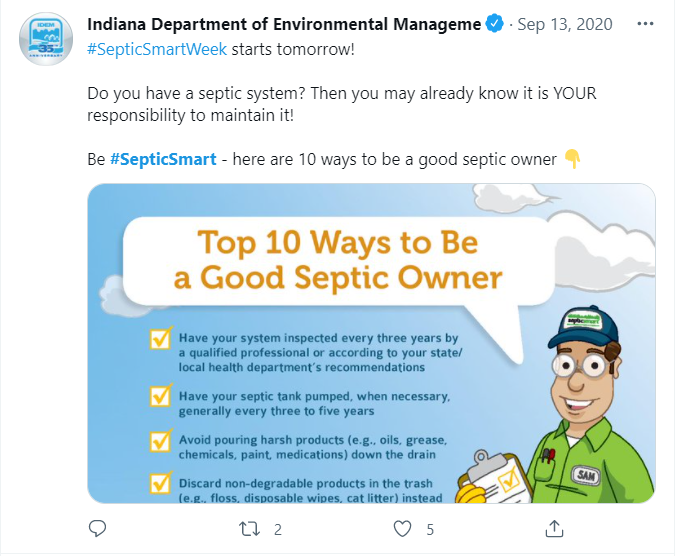 Indiana Department of Environmental Manageme · Sep 13, 2020
#SepticSmartWeek starts tomorrow!
Do you have a septic system? Then you may already know it is YOUR
responsibility to maintain it!
Be #SepticSmart - here are 10 ways to be a good septic owner
Top 10 Ways to Be
a Good Septic Owner
Have your system inspected every three years by
a qualified professional or according to your state/
local health department's recommendations
Have your septic tank pumped, when necessary,
generally every three to five years
Avoid pouring harsh products (e.g., oils, grease,
chemicals, paint, medications) down the drain
Discard non-degradable products in the trash
(e.g., floss, disposable wipes, cat litter) instead
SAM
2
5
IDEM
35
ANNIVERSARY